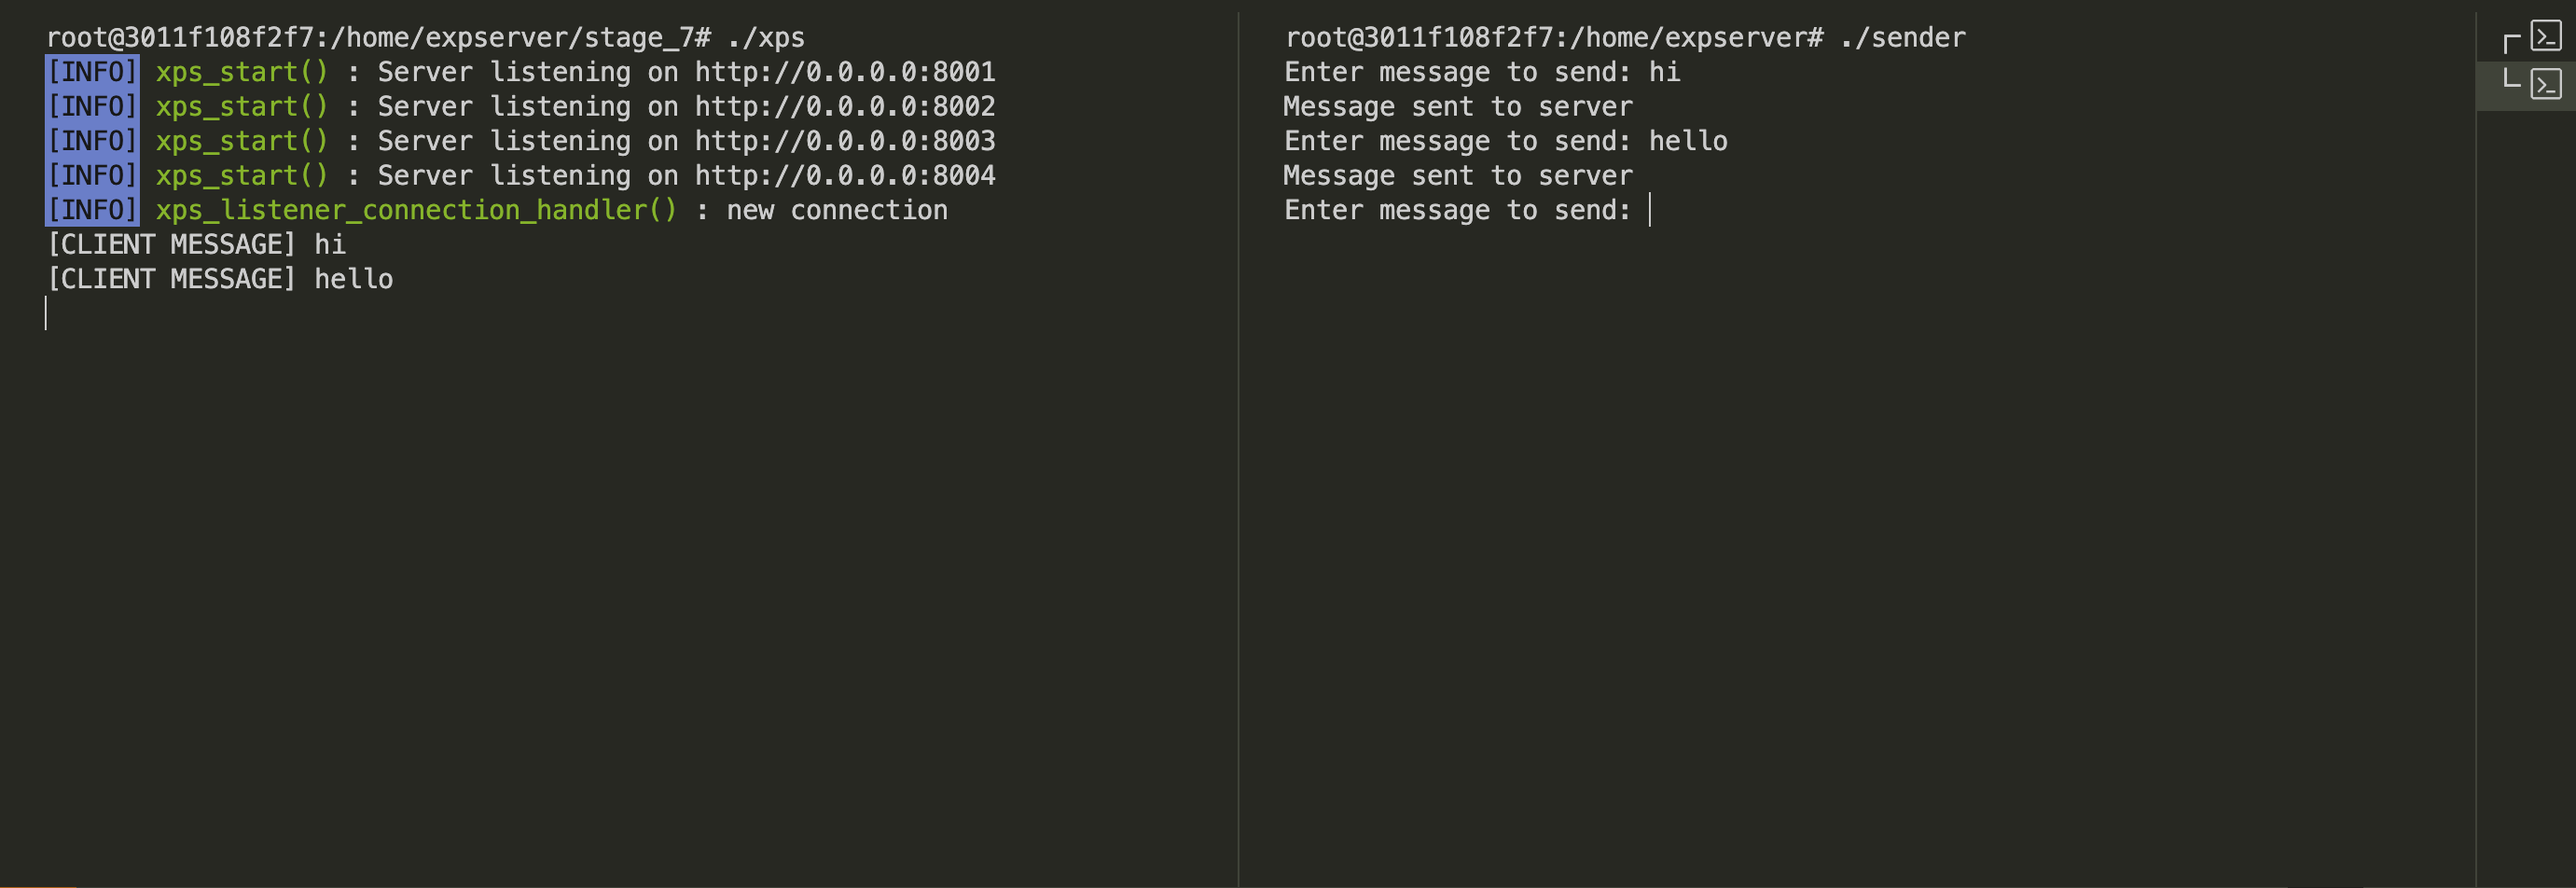 root@3011f108f2f7:/home/expserver/stage_7# ./xps
[INFO] xps_start() : Server listening on http://0.0.0.0:8001
[INFO] xps_start() : Server listening on http://0.0.0.0:8002
[INFO] xps_start() : Server listening on http://0.0.0.0:8003
[INFO] xps_start() : Server listening on http://0.0.0.0:8004
[INFO] xps_listener_connection_handler() : new connection
[CLIENT MESSAGE] hi
[CLIENT MESSAGE] hello
root@3011f108f2f7:/home/expserver# ./sender
Enter message to send: hi
Message sent to server
Enter message to send: hello
Message sent to server
Enter message to send: